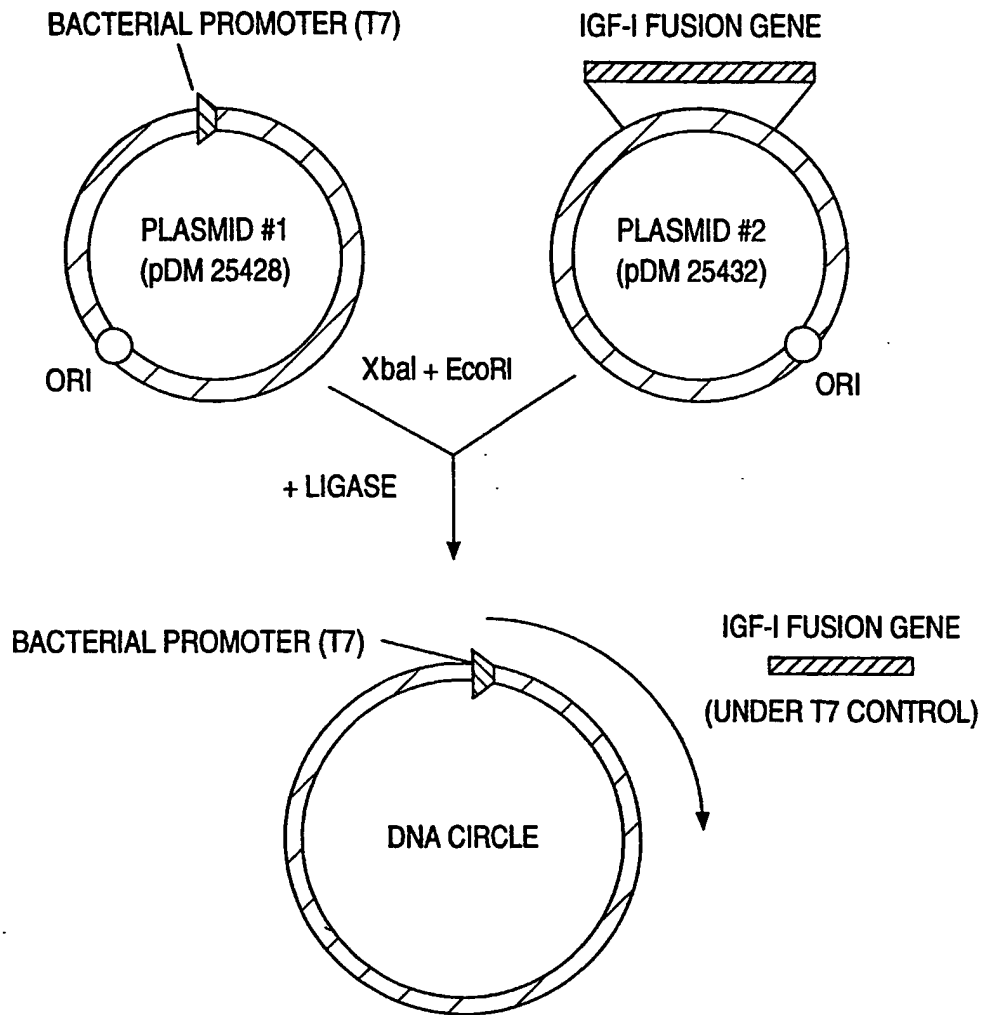 BACTERIAL PROMOTER (T7)
IGF-I FUSION GENE
PLASMID #1
(pDM 25428)
PLASMID #2
(pDM 25432)
ORI
XbaI + EcoRI
ORI
+ LIGASE
BACTERIAL PROMOTER (T7)
IGF-I FUSION GENE
(UNDER T7 CONTROL)
DNA CIRCLE